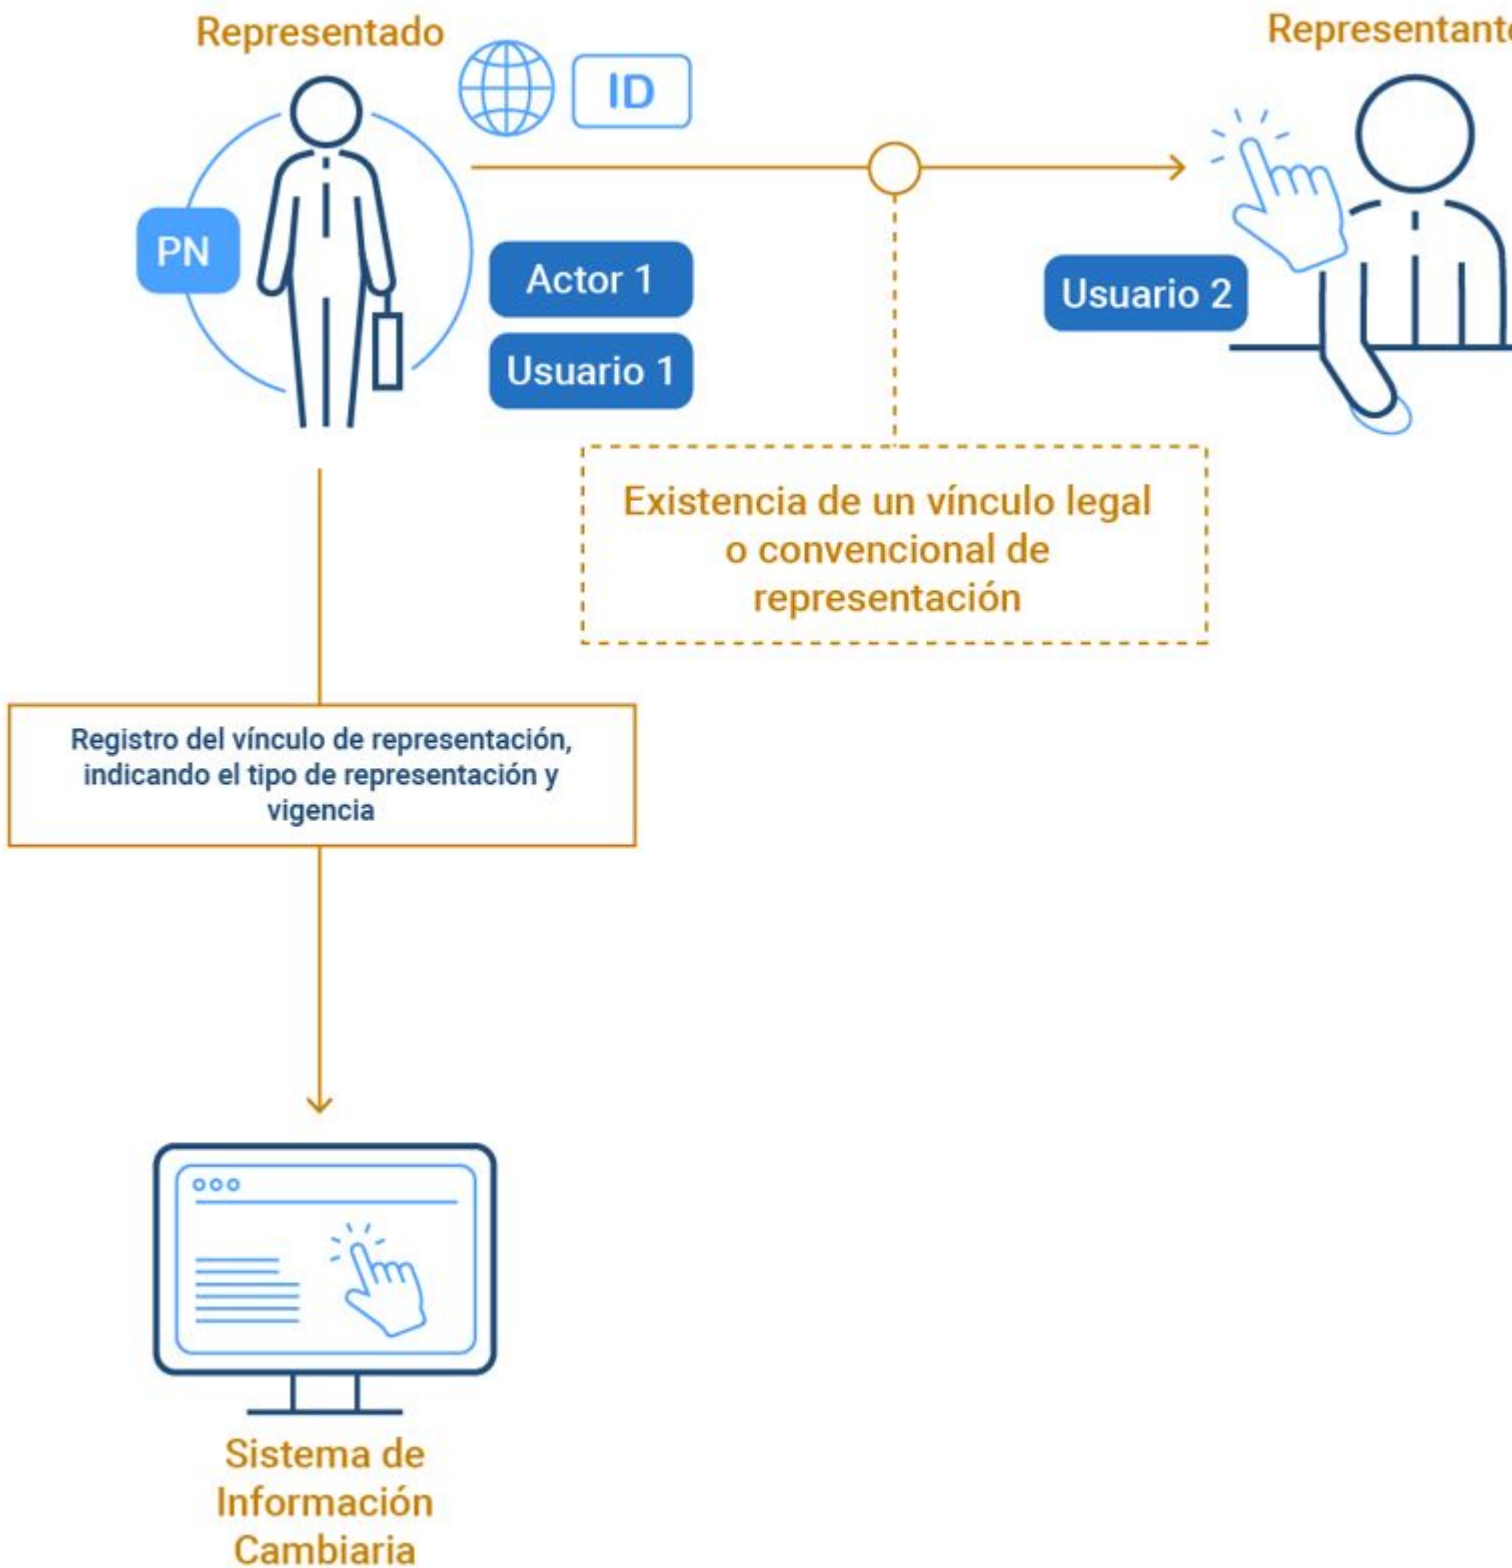 Representado
Representante
ID
PN
Actor 1
Usuario 2
Usuario 1
Existencia de un vínculo legal
o convencional de
representación
Registro del vínculo de representación,
indicando el tipo de representación y
vigencia
Sistema de
Información
Cambiaria